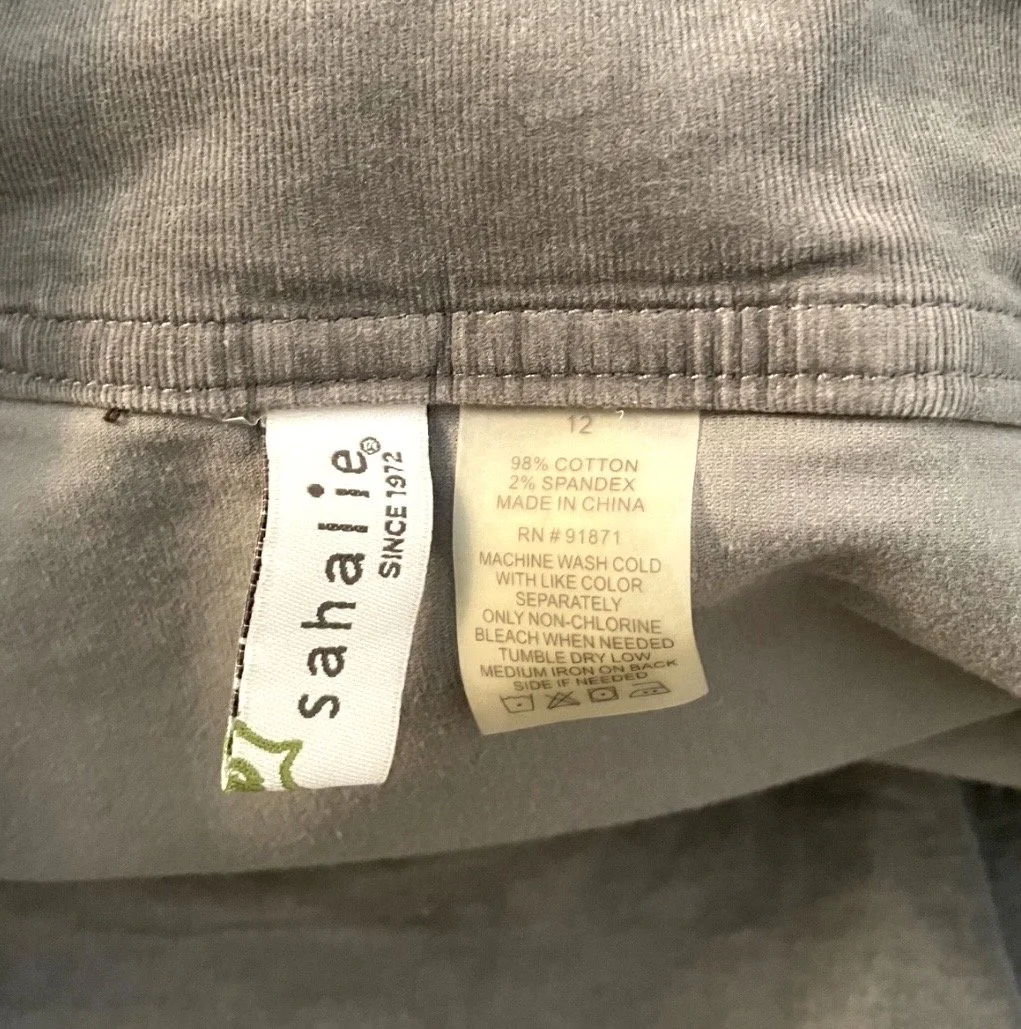 sahalie®
SINCE 1972
12
98% COTTON
2% SPANDEX
MADE IN CHINA
RN # 91871
MACHINE WASH COLD
WITH LIKE COLOR
SEPARATELY
ONLY NON-CHLORINE
BLEACH WHEN NEEDED
TUMBLE DRY LOW
MEDIUM IRON ON BACK
SIDE IF NEEDED